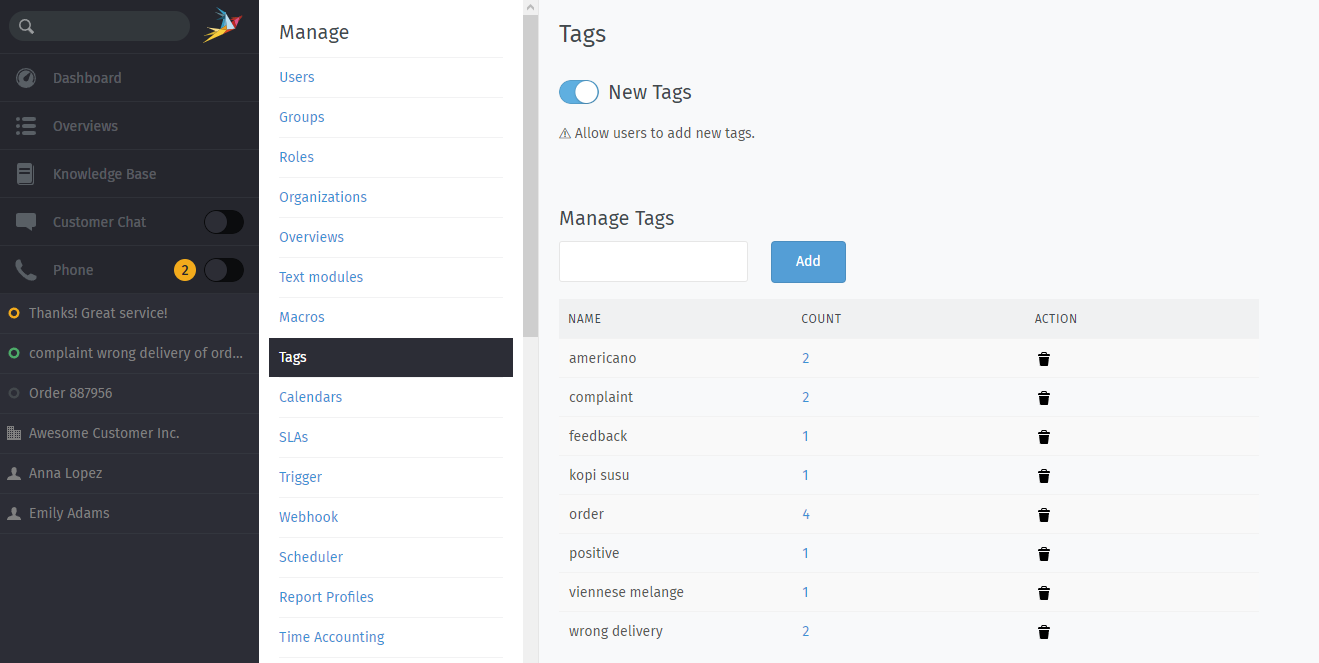 Dashboard
Overviews
Knowledge Base
Customer Chat
Phone 2
Thanks! Great service!
complaint wrong delivery of ord...
Order 887956
Awesome Customer Inc.
Anna Lopez
Emily Adams
Manage
Users
Groups
Roles
Organizations
Overviews
Text modules
Macros
Tags
Calendars
SLAs
Trigger
Webhook
Scheduler
Report Profiles
Time Accounting
Tags
New Tags
⚠ Allow users to add new tags.
Manage Tags
Add
NAME COUNT ACTION
americano 2
complaint 2
feedback 1
kopi susu 1
order 4
positive 1
viennese melange 1
wrong delivery 2